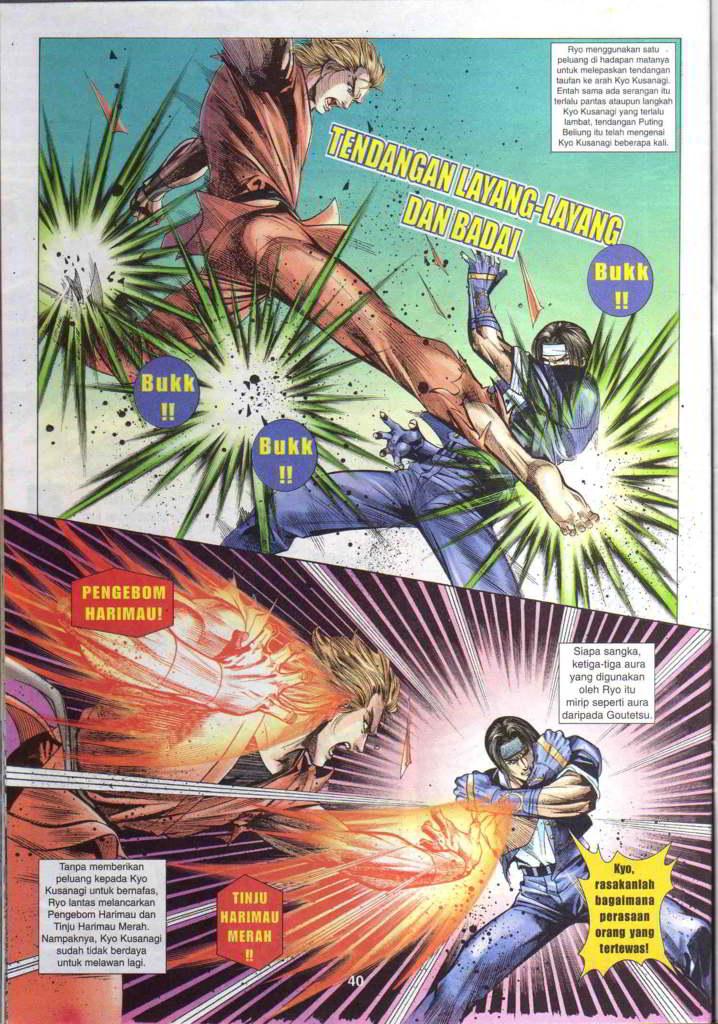 Ryo menggunakan satu
peluang di hadapan matanya
untuk melepaskan tendangan
taufan ke arah Kyo Kusanagi.
Entah sama ada serangan itu
terlalu pantas ataupun langkah
Kyo Kusanagi yang terlalu
lambat, tendangan Puting
Beliung itu telah mengenai
Kyo Kusanagi beberapa kali.
TENDANGAN LAYANG-LAYANG
DAN BADAI
Bukk
!!
Bukk
!!
Bukk
!!
PENGEBOM
HARIMAU!
Siapa sangka,
ketiga-tiga aura
yang digunakan
oleh Ryo itu
mirip seperti aura
daripada Goutetsu.
Tanpa memberikan
peluang kepada Kyo
Kusanagi untuk bernafas,
Ryo lantas melancarkan
Pengebom Harimau dan
Tinju Harimau Merah.
Nampaknya, Kyo Kusanagi
sudah tidak berdaya
untuk melawan lagi.
TINJU
HARIMAU
MERAH
!!
Kyo,
rasakanlah
bagaimana
perasaan
orang yang
tertewas!
40